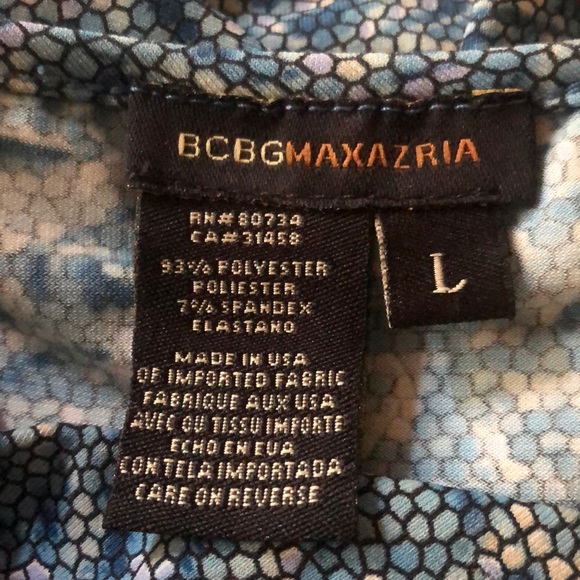 BCBGMAXAZRIA
RN# 80734
CA#31458
93% POLYESTER
POLIESTER
7% SPANDEX
ELASTANO
MADE IN USA
OF IMPORTED FABRIC
FABRIQUE AUX USA
AVEC OU TISSU IMPORTE
ECHO EN EUA
CON TELA IMPORTADA
CARE ON REVERSE
L